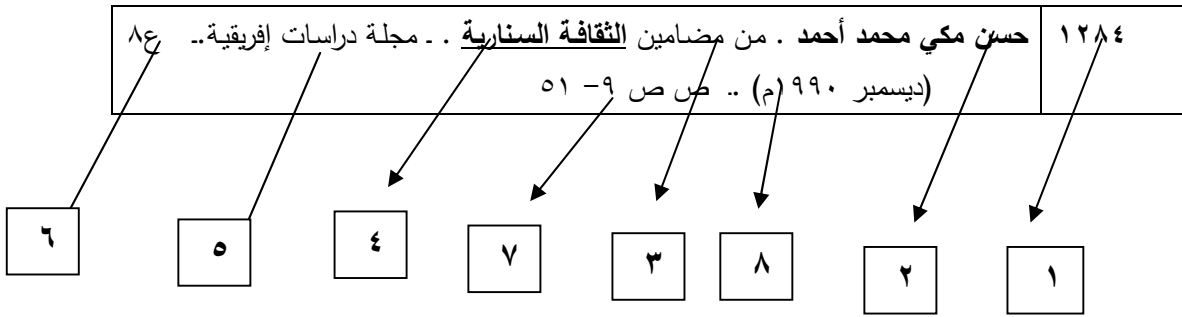 ١٢٨٤ حسن مكي محمد أحمد . من مضامين الثقافة السنارية . ـ مجلة دراسات إفريقية.ـ ع٨
(ديسمبر ١٩٩٠م) .. ص ص ٩- ٥١
١ ٢ ٨ ٣ ٧ ٤ ٥ ٦